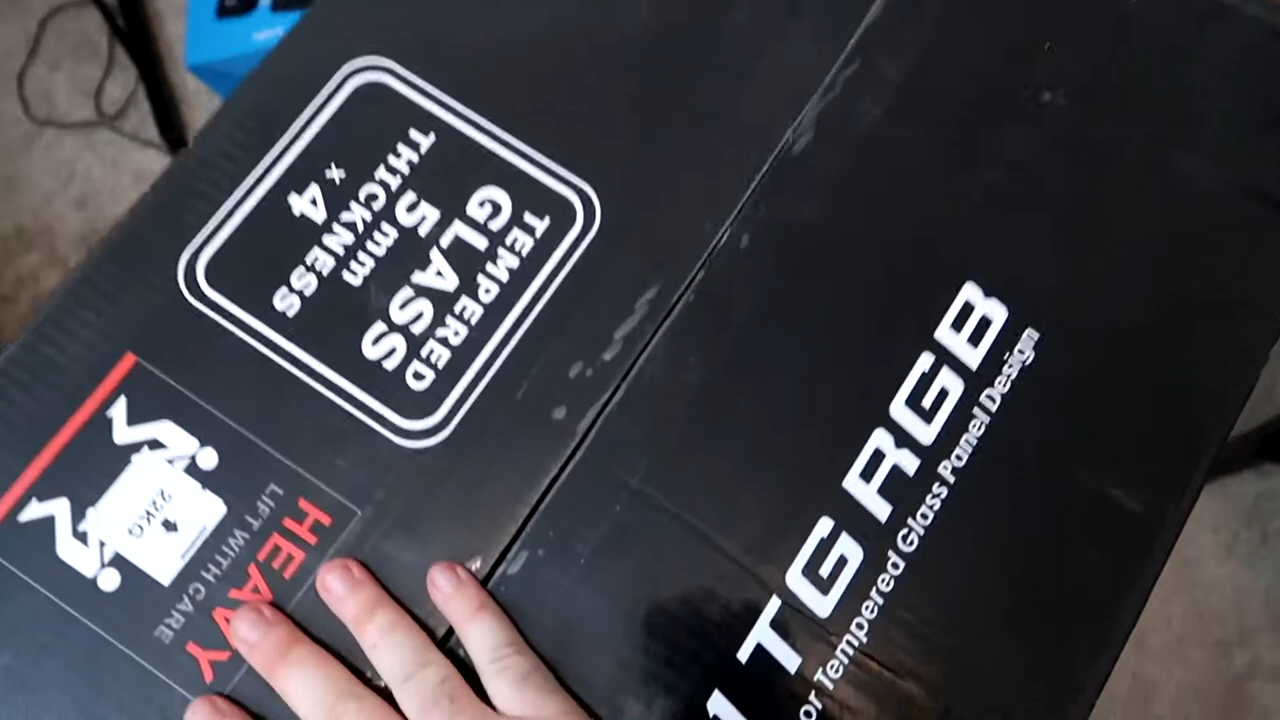 TEMPERED
GLASS
5mm
THICKNESS
x 4
HEAVY
LIFT WITH CARE
22KG
TG RGB
or Tempered Glass Panel Design